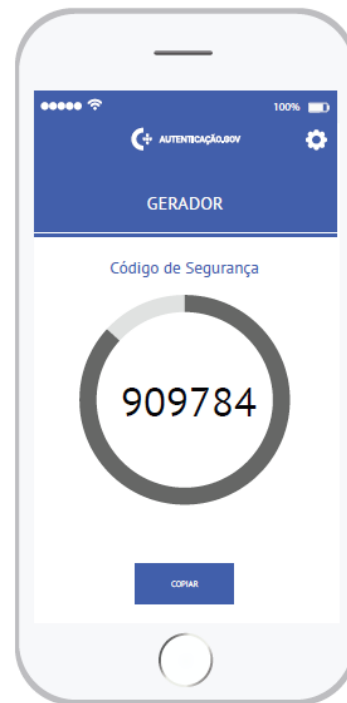 100%
AUTENTICAÇÃO.GOV
GERADOR
Código de Segurança
909784
COPIAR